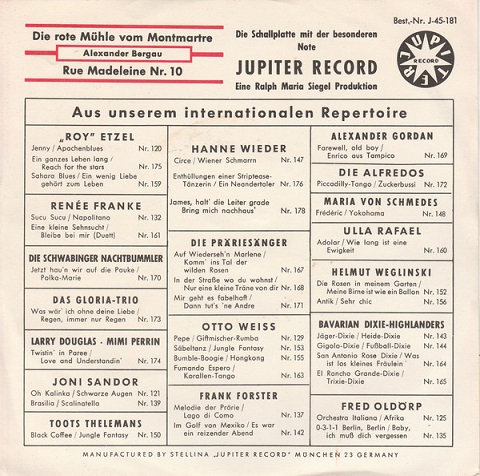 Best.-Nr. J-45-181
Die rote Mühle vom Montmartre
Alexander Bergau
Rue Madeleine Nr. 10
Die Schallplatte mit der besonderen
Note
JUPITER RECORD
Eine Ralph Maria Siegel Produktion
JUPITER
RECORD
Aus unserem internationalen Repertoire
„ROY" ETZEL
Jenny / Apachenblues Nr. 120
Ein ganzes Leben lang /
Reach for the stars Nr. 175
Sahara Blues / Ein wenig Liebe
gehört zum Leben Nr. 159
RENÉE FRANKE
Sucu Sucu / Napolitano Nr. 132
Eine kleine Sehnsucht /
Bleibe bei mir (Duett) Nr. 161
DIE SCHWABINGER NACHTBUMMLER
Jetzt hau'n wir auf die Pauke /
Polka-Marie Nr. 170
DAS GLORIA-TRIO
Was wär' ich ohne deine Liebe /
Regen, immer nur Regen Nr. 173
LARRY DOUGLAS - MIMI PERRIN
Twistin' in Paree /
Love and Understandin' Nr. 174
JONI SANDOR
Oh Kalinka / Schwarze Augen Nr. 121
Brasilia / Scalinatella Nr. 139
TOOTS THELEMANS
Black Coffee / Jungle Fantasy Nr. 150
HANNE WIEDER
Circe / Wiener Schmarrn Nr. 147
Enthüllungen einer Striptease-
Tänzerin / Ein Neandertaler Nr. 176
James, halt' die Leiter grade
Bring mich nachhaus' Nr. 178
DIE PRÄRIESÄNGER
Auf Wiederseh'n Marlene /
Komm' ins Tal der
wilden Rosen Nr. 167
In der Straße wo du wohnst /
Nur eine kleine Träne von dir Nr. 168
Mir geht es fabelhaft /
Dann tut's 'ne Andre Nr. 171
OTTO WEISS
Pepe / Giftmischer-Rumba Nr. 129
Säbeltanz / Jungle Fantasy Nr. 153
Bumble-Boogie / Hongkong Nr. 155
Fumando Espero /
Korallen-Tango Nr. 163
FRANK FORSTER
Melodie der Prärie /
Lago di Como Nr. 137
Im Golf von Mexiko / Es war
ein reizender Abend Nr. 142
ALEXANDER GORDAN
Farewell, old boy /
Enrico aus Tampico Nr. 169
DIE ALFREDOS
Piccadilly-Tango / Zuckerbussi Nr. 172
MARIA VON SCHMEDES
Frédéric / Yokohama Nr. 148
ULLA RAFAEL
Adolar / Wie lang ist eine
Ewigkeit Nr. 160
HELMUT WEGLINSKI
Die Rosen in meinem Garten /
Meine Birne ist wie ein Ballon Nr. 152
Antik / Sehr chic Nr. 156
BAVARIAN DIXIE-HIGHLANDERS
Jäger-Dixie / Heide-Dixie Nr. 143
Gigolo-Dixie / Fußball-Dixie Nr. 144
San Antonio Rose Dixie / Was
ist los kleines Fräulein Nr. 164
El Rancho Grande-Dixie /
Trixie-Dixie Nr. 165
FRED OLDÖRP
Orchestra Italiano / Afrika Nr. 125
0-3-1-1 Berlin, Berlin / Baby,
ich muß dich vergessen Nr. 135
MANUFACTURED BY STELLINA „JUPITER RECORD" MÜNCHEN 23 GERMANY